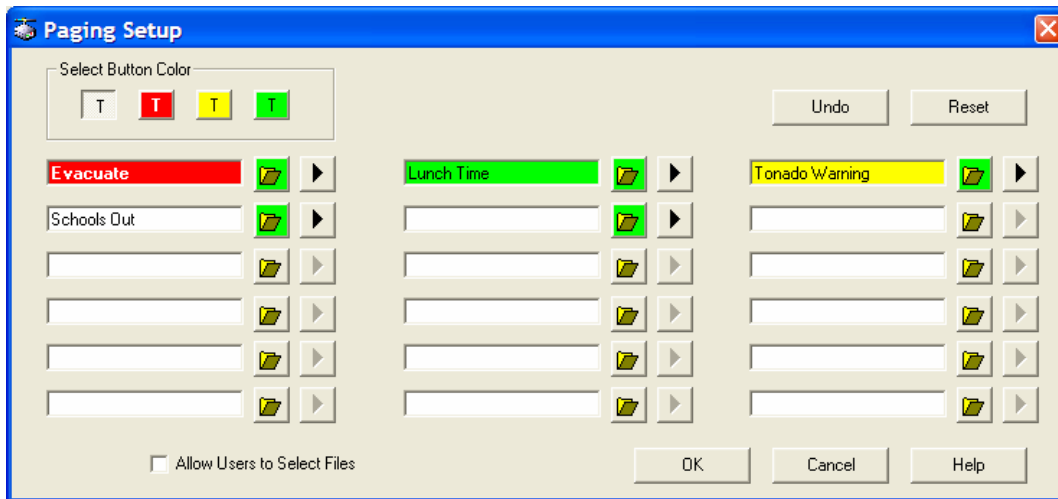 Paging Setup
Select Button Color
T T T T
Undo Reset
Evacuate Lunch Time Tonado Warning
Schools Out
Allow Users to Select Files OK Cancel Help